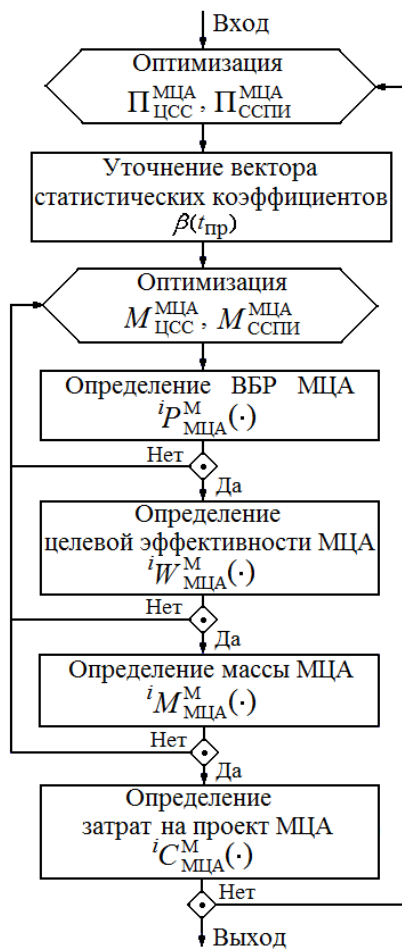 Вход
Оптимизация
П^МЦА_ЦСС, П^МЦА_ССПИ
Уточнение вектора
статистических коэффициентов
β(t_пр)
Оптимизация
M^МЦА_ЦСС, M^МЦА_ССПИ
Определение ВБР МЦА
^iP^М_МЦА(·)
Нет
Да
Определение
целевой эффективности МЦА
^iW^М_МЦА(·)
Нет
Да
Определение массы МЦА
^iM^М_МЦА(·)
Нет
Да
Определение
затрат на проект МЦА
^iC^М_МЦА(·)
Нет
Выход